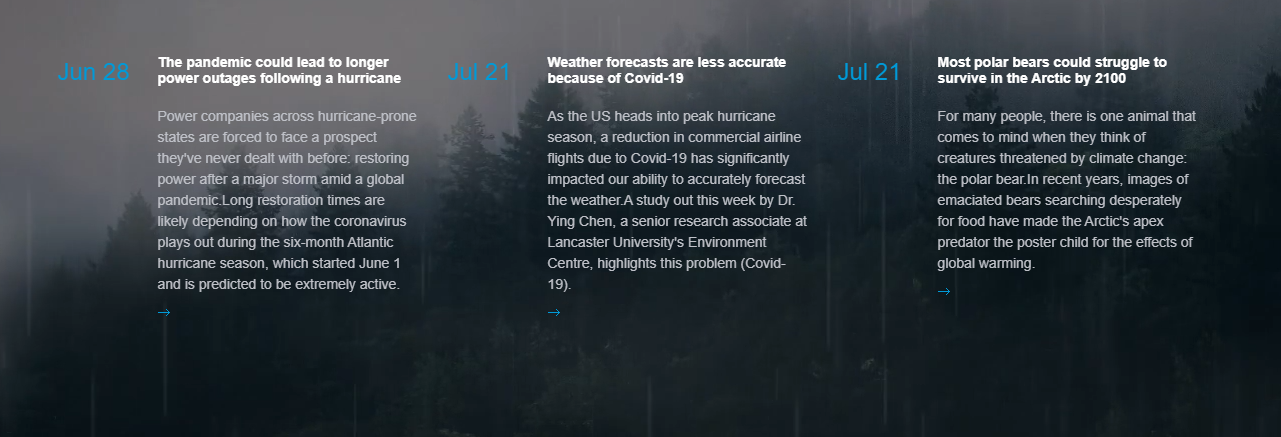 Jun 28
The pandemic could lead to longer
power outages following a hurricane
Power companies across hurricane-prone
states are forced to face a prospect
they've never dealt with before: restoring
power after a major storm amid a global
pandemic.Long restoration times are
likely depending on how the coronavirus
plays out during the six-month Atlantic
hurricane season, which started June 1
and is predicted to be extremely active.
→
Jul 21
Weather forecasts are less accurate
because of Covid-19
As the US heads into peak hurricane
season, a reduction in commercial airline
flights due to Covid-19 has significantly
impacted our ability to accurately forecast
the weather.A study out this week by Dr.
Ying Chen, a senior research associate at
Lancaster University's Environment
Centre, highlights this problem (Covid-
19).
→
Jul 21
Most polar bears could struggle to
survive in the Arctic by 2100
For many people, there is one animal that
comes to mind when they think of
creatures threatened by climate change:
the polar bear.In recent years, images of
emaciated bears searching desperately
for food have made the Arctic's apex
predator the poster child for the effects of
global warming.
→